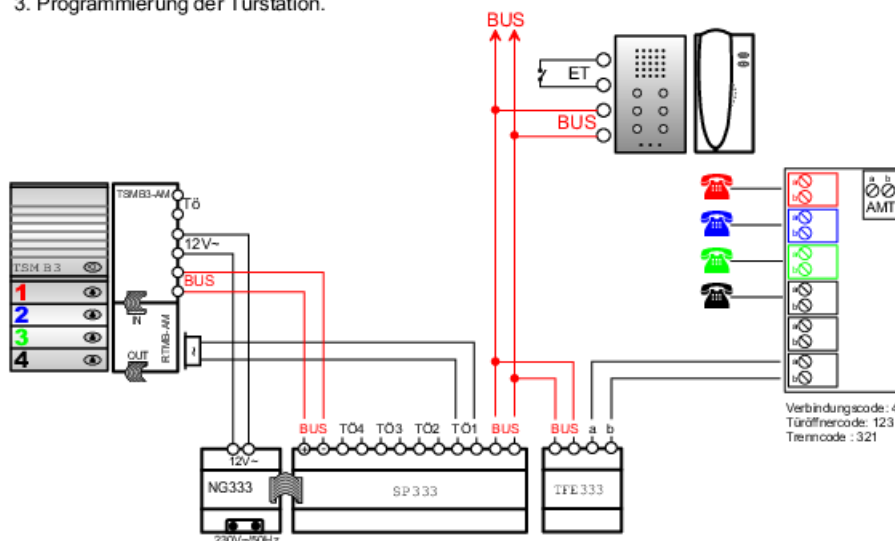 3. Programmierung der Türstation.
BUS
ET
BUS
TSMB3-AM
Tö
12V~
BUS
TSM B3
1
2
3
4
IN
OUT
RTMB-AM
~
a b
AMT
a
b
a
b
a
b
a
b
a
b
a
b
Verbindungscode: 4
Türöffnercode: 123
Trenncode : 321
BUS TÖ4 TÖ3 TÖ2 TÖ1 BUS BUS a b
+ -
12V~
NG333
SP333
TFE333
230V~/50Hz